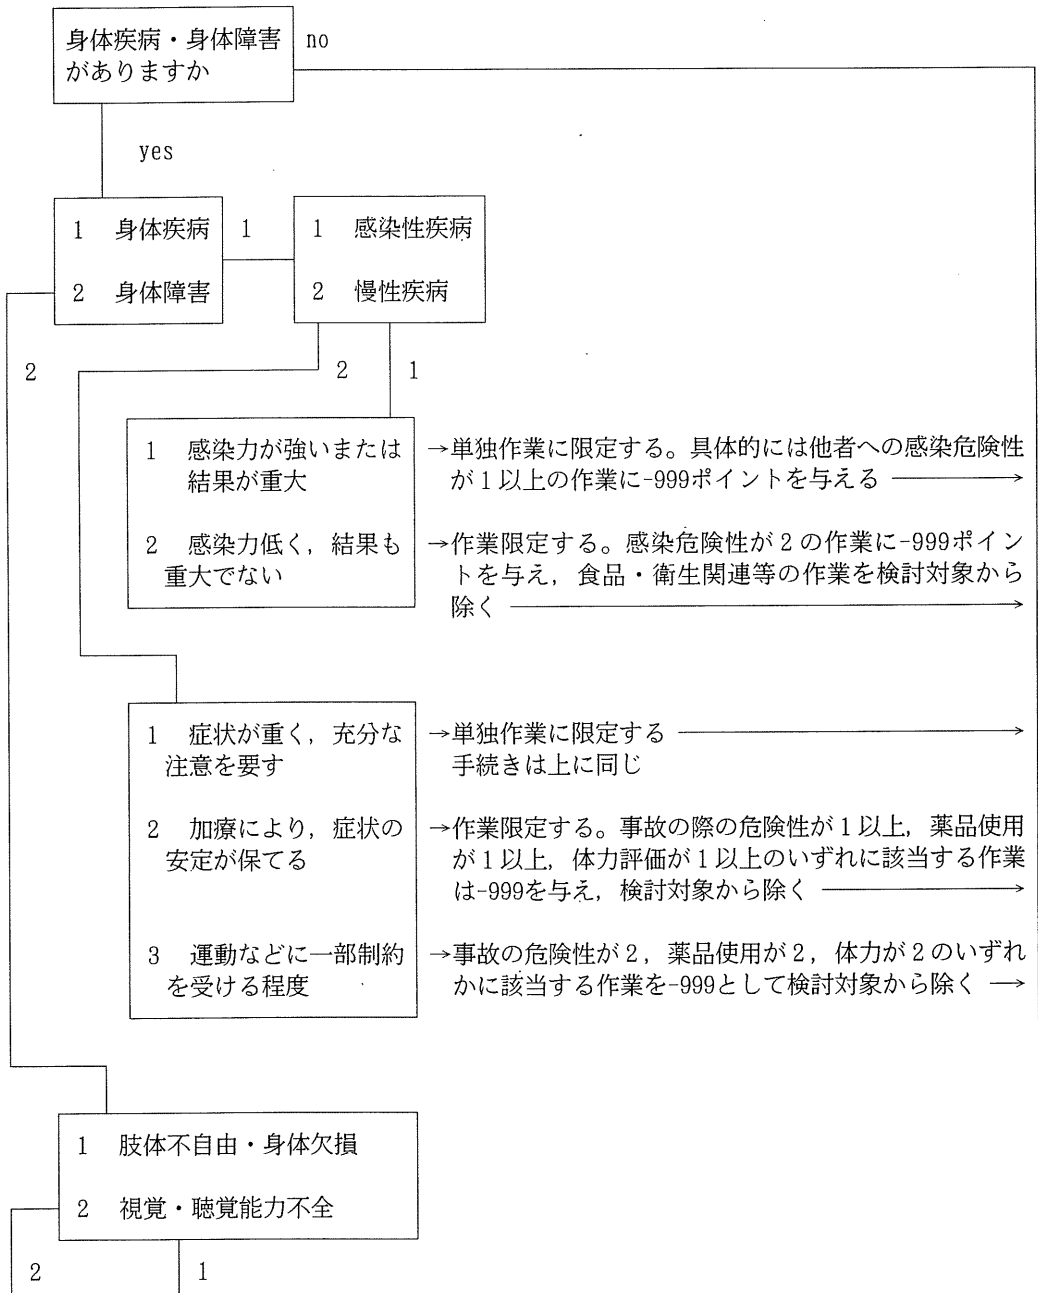 身体疾病・身体障害
がありますか
no
yes
1 身体疾病
2 身体障害
1
1 感染性疾病
2 慢性疾病
2
2
1
1 感染力が強いまたは
結果が重大
→単独作業に限定する。具体的には他者への感染危険性
が1以上の作業に-999ポイントを与える
2 感染力低く，結果も
重大でない
→作業限定する。感染危険性が2の作業に-999ポイン
トを与え，食品・衛生関連等の作業を検討対象から
除く
1 症状が重く，充分な
注意を要す
→単独作業に限定する
手続きは上に同じ
2 加療により，症状の
安定が保てる
→作業限定する。事故の際の危険性が1以上，薬品使用
が1以上，体力評価が1以上のいずれに該当する作業
は-999を与え，検討対象から除く
3 運動などに一部制約
を受ける程度
→事故の危険性が2，薬品使用が2，体力が2のいずれ
かに該当する作業を-999として検討対象から除く
1 肢体不自由・身体欠損
2 視覚・聴覚能力不全
2
1